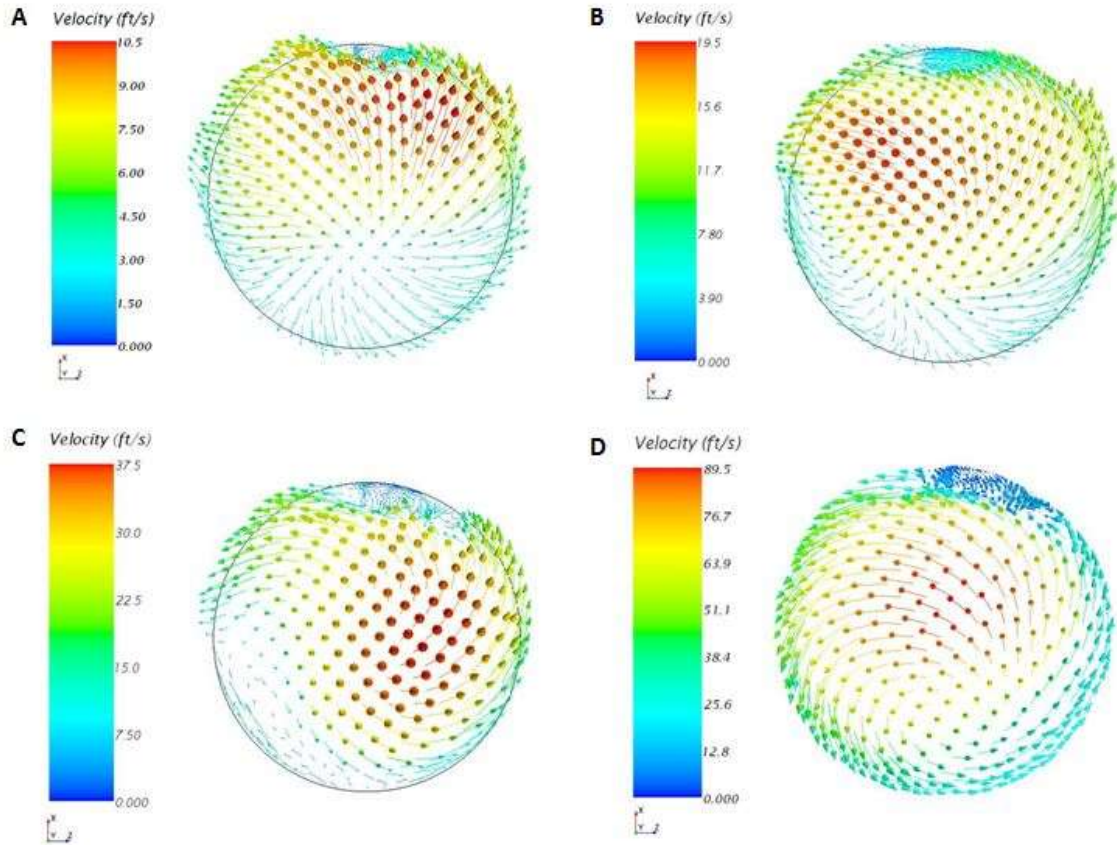 A
Velocity (ft/s)
10.5
9.00
7.50
6.00
4.50
3.00
1.50
0.000
X
Y Z
B
Velocity (ft/s)
19.5
15.6
11.7
7.80
3.90
0.000
X
Y Z
C
Velocity (ft/s)
37.5
30.0
22.5
15.0
7.50
0.000
X
Y Z
D
Velocity (ft/s)
89.5
76.7
63.9
51.1
38.4
25.6
12.8
0.000
X
Y Z